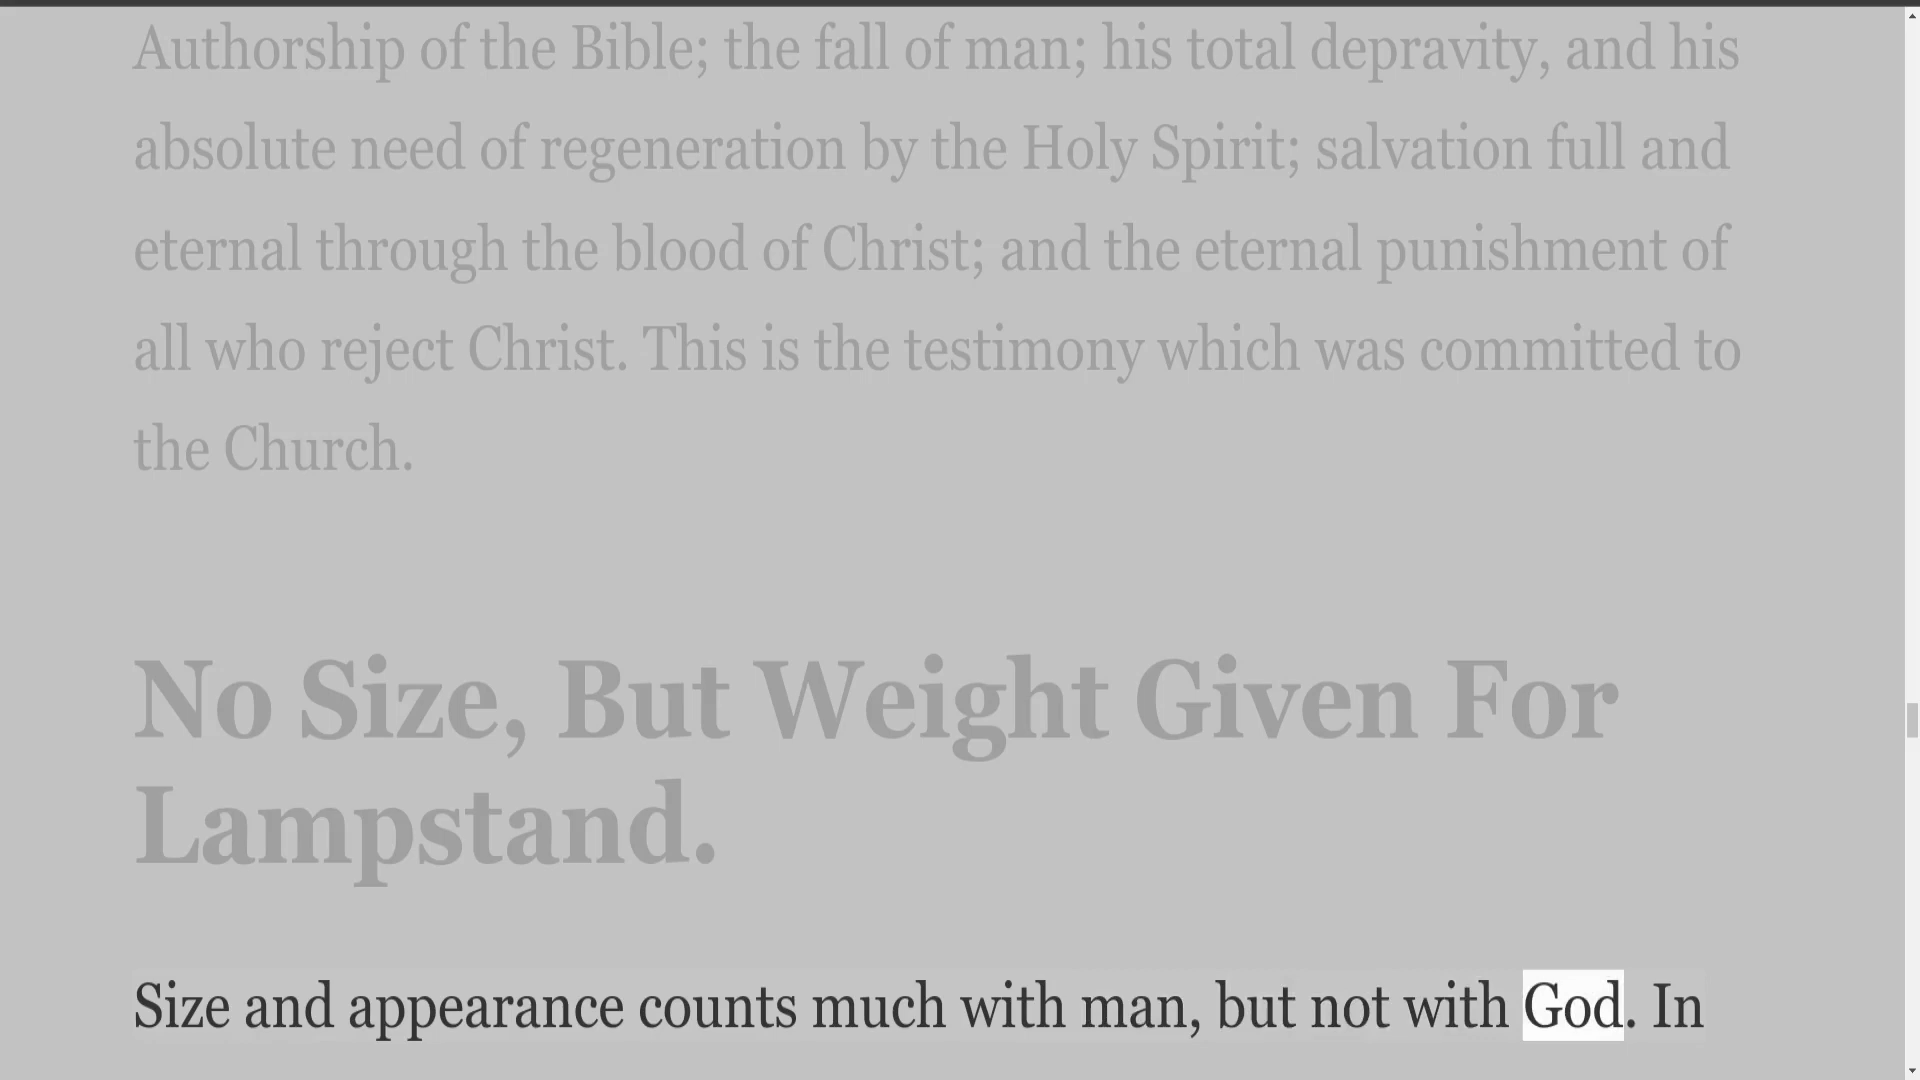 Authorship of the Bible; the fall of man; his total depravity, and his
absolute need of regeneration by the Holy Spirit; salvation full and
eternal through the blood of Christ; and the eternal punishment of
all who reject Christ. This is the testimony which was committed to
the Church.
No Size, But Weight Given For
Lampstand.
Size and appearance counts much with man, but not with God. In